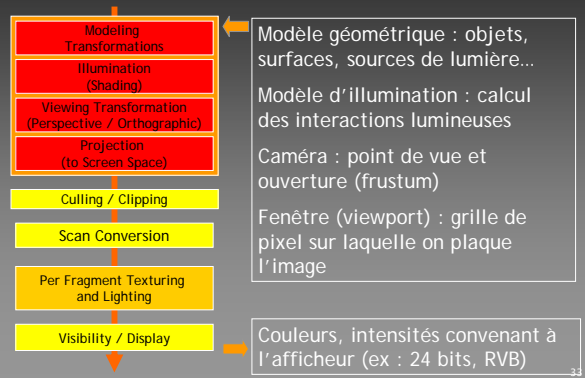 Modeling
Transformations
Illumination
(Shading)
Viewing Transformation
(Perspective / Orthographic)
Projection
(to Screen Space)
Culling / Clipping
Scan Conversion
Per Fragment Texturing
and Lighting
Visibility / Display
Modèle géométrique : objets,
surfaces, sources de lumière…
Modèle d'illumination : calcul
des interactions lumineuses
Caméra : point de vue et
ouverture (frustum)
Fenêtre (viewport) : grille de
pixel sur laquelle on plaque
l'image
Couleurs, intensités convenant à
l'afficheur (ex : 24 bits, RVB)
33